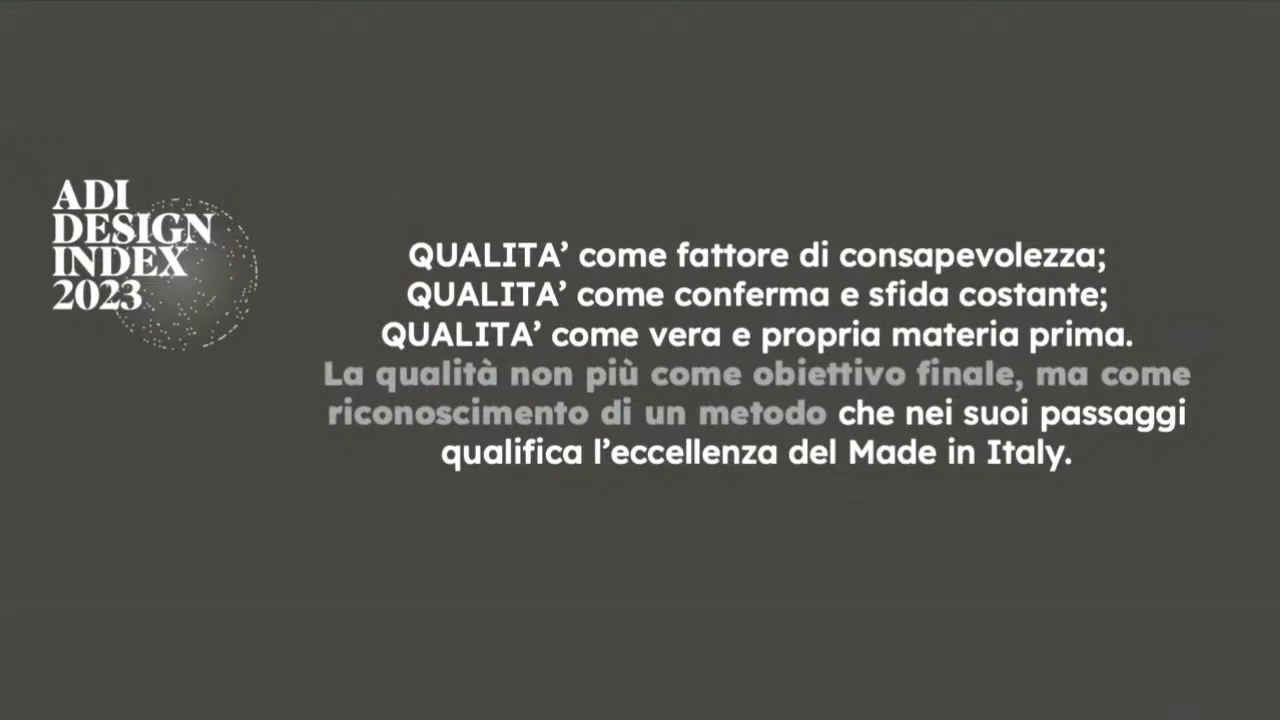 ADI
DESIGN
INDEX
2023
QUALITA’ come fattore di consapevolezza;
QUALITA’ come conferma e sfida costante;
QUALITA’ come vera e propria materia prima.
La qualità non più come obiettivo finale, ma come
riconoscimento di un metodo che nei suoi passaggi
qualifica l’eccellenza del Made in Italy.